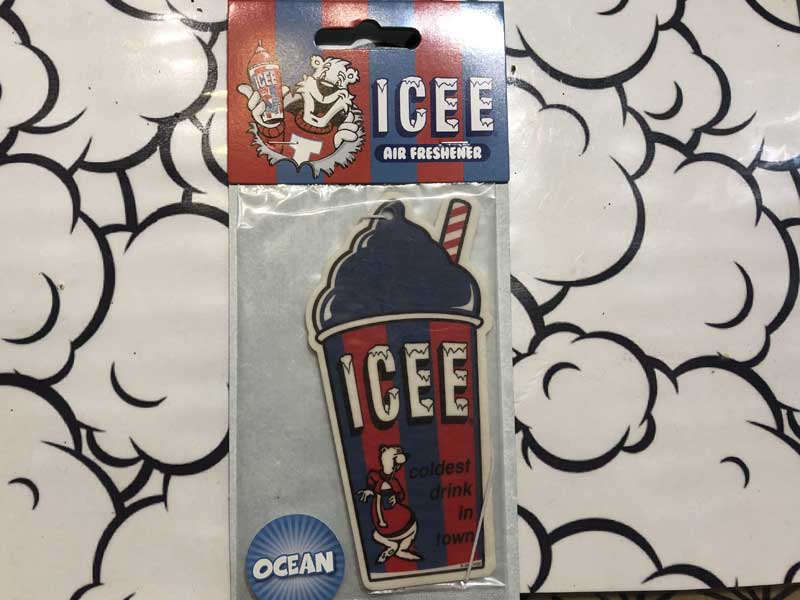 ICEE
ICEE
AIR FRESHENER
ICEE
coldest
drink
in
town
OCEAN